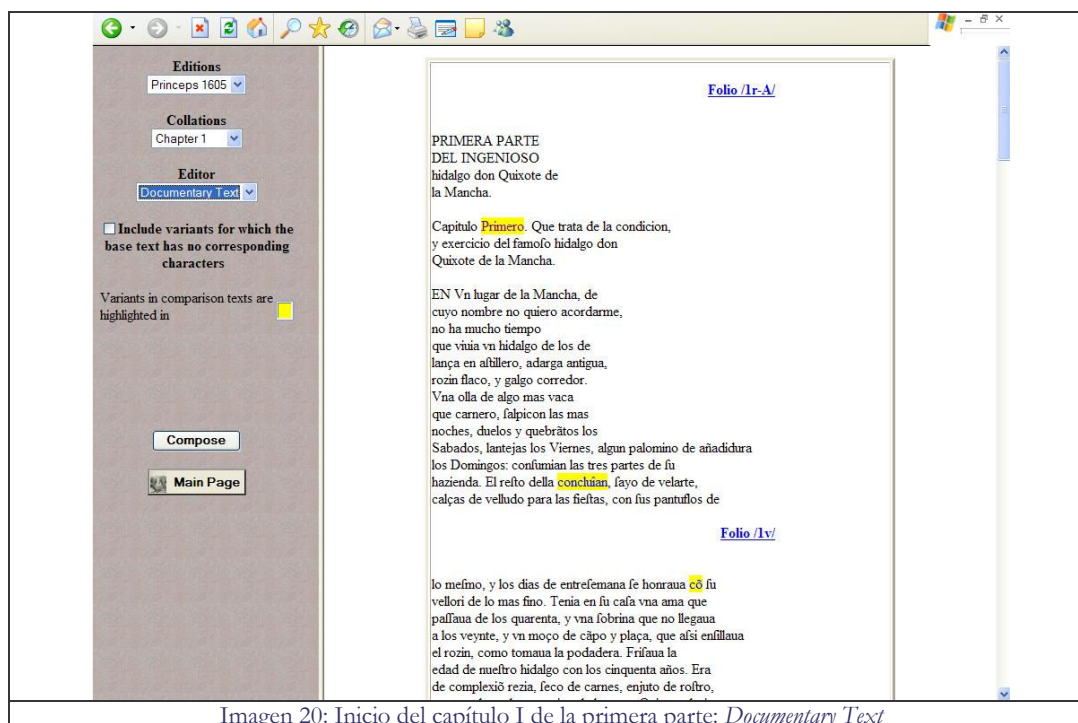 Editions
Princeps 1605
Collations
Chapter 1
Editor
Documentary Text
Include variants for which the
base text has no corresponding
characters
Variants in comparison texts are
highlighted in
Compose
Main Page
Folio /1r-A/
PRIMERA PARTE
DEL INGENIOSO
hidalgo don Quixote de
la Mancha.
Capitulo Primero. Que trata de la condicion,
y exercicio del famoſo hidalgo don
Quixote de la Mancha.
EN Vn lugar de la Mancha, de
cuyo nombre no quiero acordarme,
no ha mucho tiempo
que viuia vn hidalgo de los de
lança en aſtillero, adarga antigua,
rozin flaco, y galgo corredor.
Vna olla de algo mas vaca
que carnero, ſalpicon las mas
noches, duelos y quebrãtos los
Sabados, lantejas los Viernes, algun palomino de añadidura
los Domingos: conſumian las tres partes de ſu
hazienda. El reſto della conchuîan, ſayo de velarte,
calças de velludo para las fieſtas, con ſus pantuflos de
Folio /1v/
lo meſmo, y los dias de entreſemana ſe honraua cõ ſu
vellori de lo mas fino. Tenia en ſu caſa vna ama que
paſſaua de los quarenta, y vna ſobrina que no llegaua
a los veynte, y vn moço de cãpo y plaça, que aſsi enſillaua
el rozin, como tomaua la podadera. Friſaua la
edad de nueſtro hidalgo con los cinquenta años. Era
de complexiõ rezia, ſeco de carnes, enjuto de roſtro,
Imagen 20: Inicio del capítulo I de la primera parte: Documentary Text